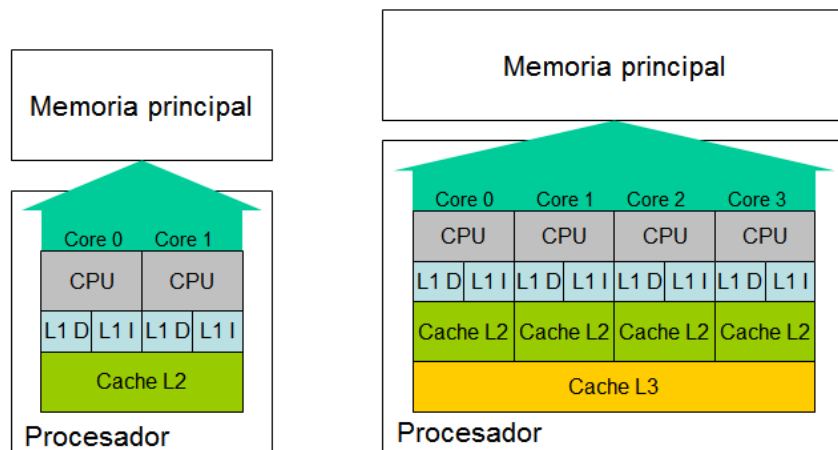 Memoria principal
Core 0 Core 1
CPU CPU
L1 D L1 I L1 D L1 I
Cache L2
Procesador
Memoria principal
Core 0 Core 1 Core 2 Core 3
CPU CPU CPU CPU
L1 D L1 I L1 D L1 I L1 D L1 I L1 D L1 I
Cache L2 Cache L2 Cache L2 Cache L2
Cache L3
Procesador